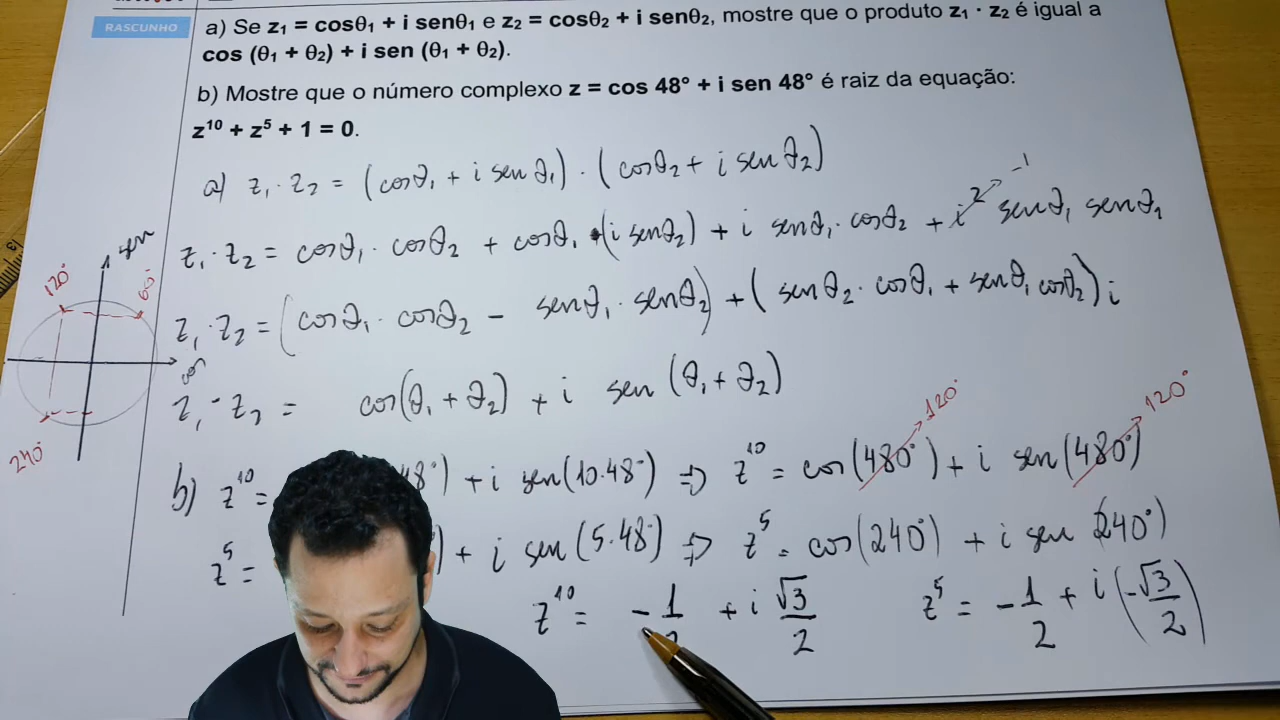 RASCUNHO
a) Se z₁ = cosθ₁ + i senθ₁ e z₂ = cosθ₂ + i senθ₂, mostre que o produto z₁ · z₂ é igual a
cos (θ₁ + θ₂) + i sen (θ₁ + θ₂).
b) Mostre que o número complexo z = cos 48° + i sen 48° é raiz da equação:
z¹⁰ + z⁵ + 1 = 0.
a) z₁ · z₂ = (cosθ₁ + i senθ₁) · (cosθ₂ + i senθ₂)
-1
z₁ · z₂ = cosθ₁ · cosθ₂ + cosθ₁ · (i senθ₂) + i senθ₁ · cosθ₂ + i² senθ₁ senθ₂
z₁ · z₂ = (cosθ₁ · cosθ₂ - senθ₁ · senθ₂) + (senθ₂ · cosθ₁ + senθ₁ cosθ₂) i
z₁ · z₂ = cos(θ₁ + θ₂) + i sen (θ₁ + θ₂)
sen
120° 60°
cos
240°
120° 120°
b) z¹⁰ = 48°) + i sen(10.48°) ⇒ z¹⁰ = cos(480°) + i sen(480°)
z⁵ = ) + i sen(5.48°) ⇒ z⁵ = cos(240°) + i sen(240°)
z¹⁰ = -1/2 + i √3/2 z⁵ = -1/2 + i (-√3/2)